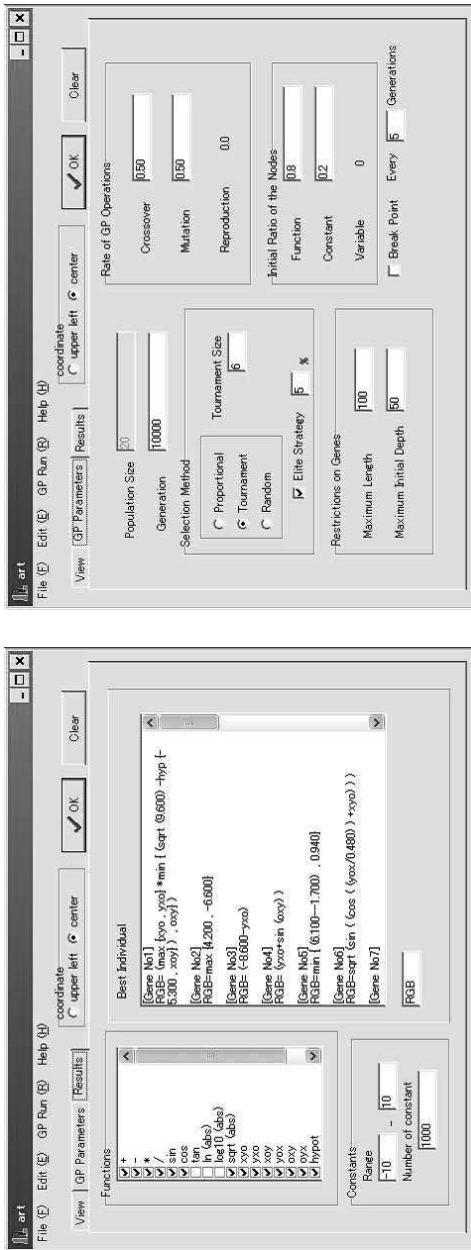 art
File (F) Edit (E) GP Run (R) Help (H)
coordinate
upper left center
OK
Clear
View GP Parameters Results
Functions
+
-
*
/
sin
cos
tan
ln (abs)
log10 (abs)
sqrt (abs)
xyo
yxo
xoy
yox
oxy
oyx
hypot
Constants
Range
-10 - 10
Number of constant
1000
Best Individual
[Gene No1]
RGB= (max {xyo , yxo} *min { (sqrt (9.600) -hyp {-
5.300 , xoy} ) , oxy} )
[Gene No2]
RGB=max {4.200 , -6.600}
[Gene No3]
RGB= (-8.600-yxo)
[Gene No4]
RGB= (yxo+sin (oxy) )
[Gene No5]
RGB=min { (6.100--1.700) , 0.940}
[Gene No6]
RGB=sqrt (sin ( (cos ( (yox/0.480) ) +xyo) ) )
[Gene No7]
RGB
art
File (F) Edit (E) GP Run (R) Help (H)
coordinate
upper left center
OK
Clear
View GP Parameters Results
Population Size 20
Generation 10000
Selection Method
Proportional
Tournament
Random
Tournament Size
6
Elite Strategy 5 %
Restrictions on Genes
Maximum Length 100
Maximum Initial Depth 50
Rate of GP Operations
Crossover 0.50
Mutation 0.50
Reproduction 0.0
Initial Ratio of the Nodes
Function 0.8
Constant 0.2
Variable 0
Break Point Every 5 Generations